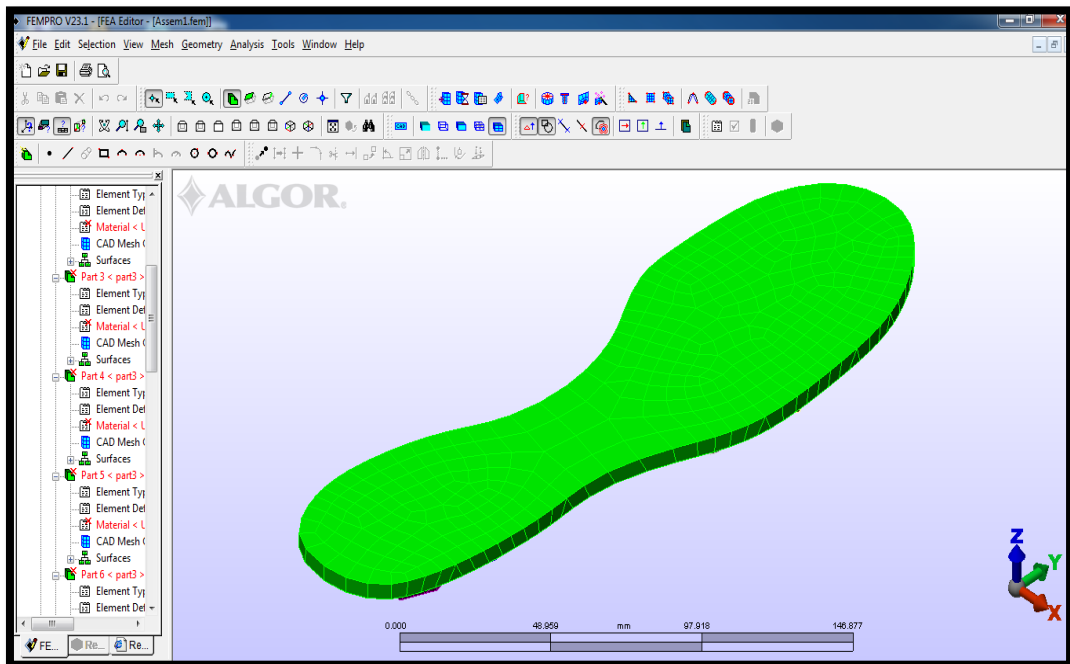 FEMPRO V23.1 - [FEA Editor - [Assem1.fem]]
File Edit Selection View Mesh Geometry Analysis Tools Window Help
ALGOR.
Element Typ
Element Def
Material < U
CAD Mesh
Surfaces
Part 3 < part3 >
Element Typ
Element Def
Material < U
CAD Mesh
Surfaces
Part 4 < part3 >
Element Typ
Element Def
Material < U
CAD Mesh
Surfaces
Part 5 < part3 >
Element Typ
Element Def
Material < U
CAD Mesh
Surfaces
Part 6 < part3 >
Element Typ
Element Def
FE... Re... Re...
0.000 48.959 mm 97.918 146.877
Z
Y
X